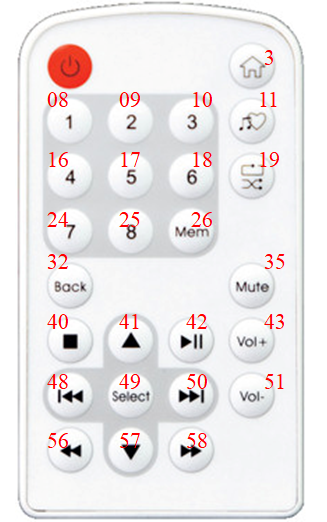 3
08 09 10 11
1 2 3
16 17 18 19
4 5 6
24 25 26
7 8 Mem
32 35
Back Mute
40 41 42 43
Vol+
48 49 50 51
Select Vol-
56 57 58